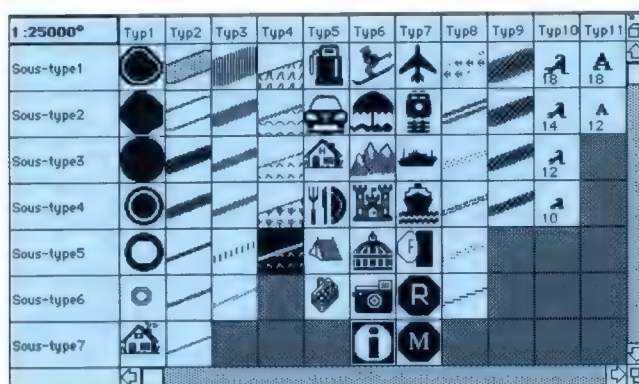 1 :25000° Typ1 Typ2 Typ3 Typ4 Typ5 Typ6 Typ7 Typ8 Typ9 Typ10 Typ11
Sous-type1 a 18 A 18
Sous-type2 a 14 A 12
Sous-type3 H a 12
Sous-type4 a 10
Sous-type5 F
Sous-type6 R
Sous-type7 i M